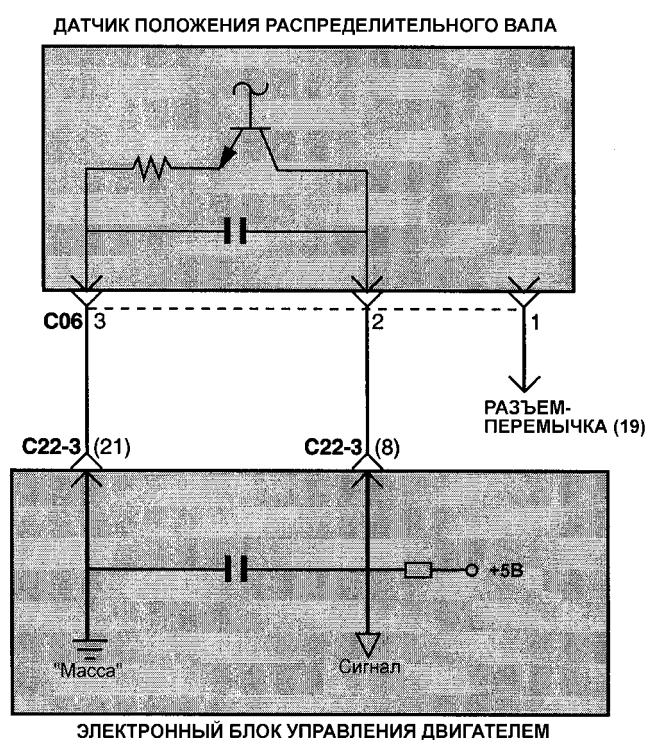 ДАТЧИК ПОЛОЖЕНИЯ РАСПРЕДЕЛИТЕЛЬНОГО ВАЛА
C06 3 2 1
РАЗЪЕМ-
ПЕРЕМЫЧКА (19)
C22-3 (21) C22-3 (8)
+5В
"Масса" Сигнал
ЭЛЕКТРОННЫЙ БЛОК УПРАВЛЕНИЯ ДВИГАТЕЛЕМ